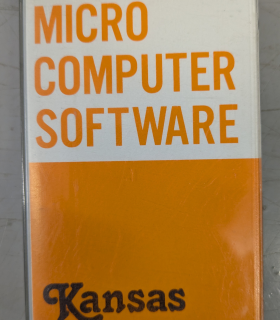 MICRO
COMPUTER
SOFTWARE
Kansas